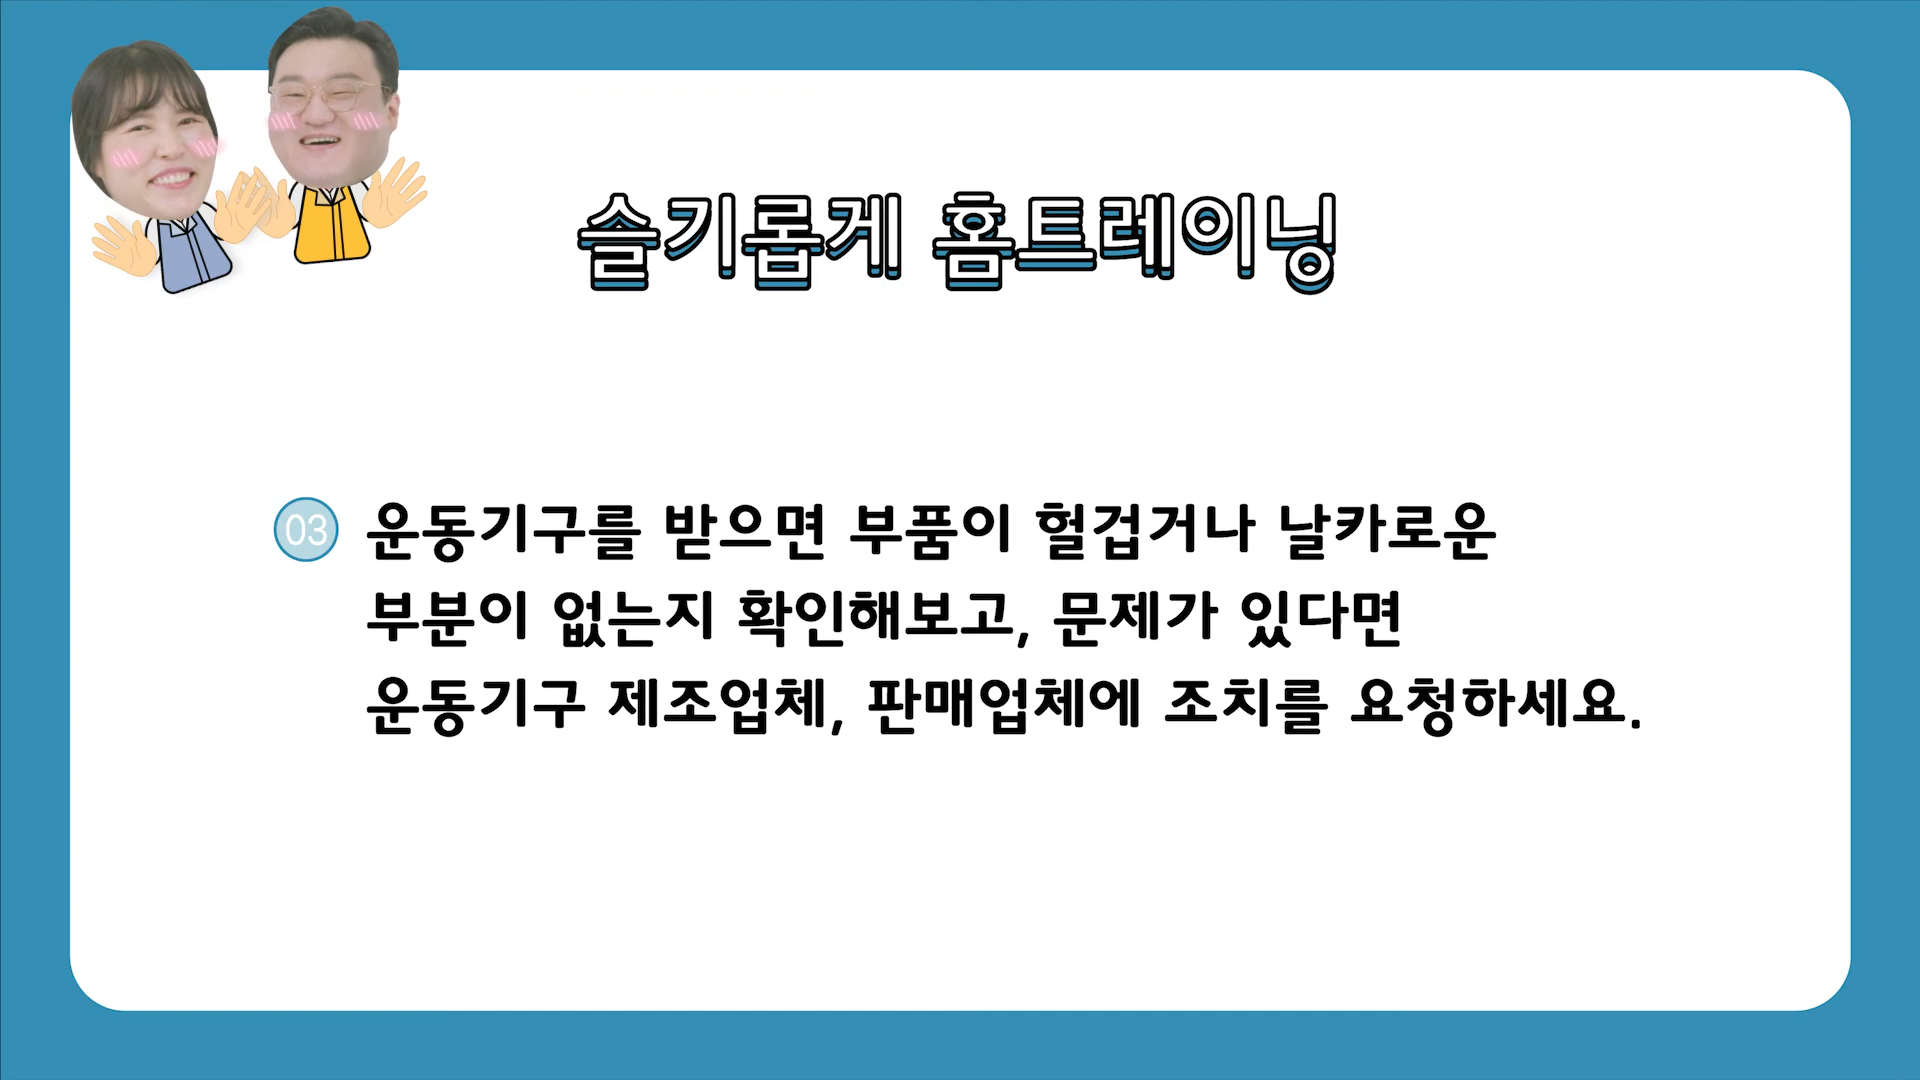 슬기롭게 홈트레이닝
03 운동기구를 받으면 부품이 헐겁거나 날카로운
부분이 없는지 확인해보고, 문제가 있다면
운동기구 제조업체, 판매업체에 조치를 요청하세요.